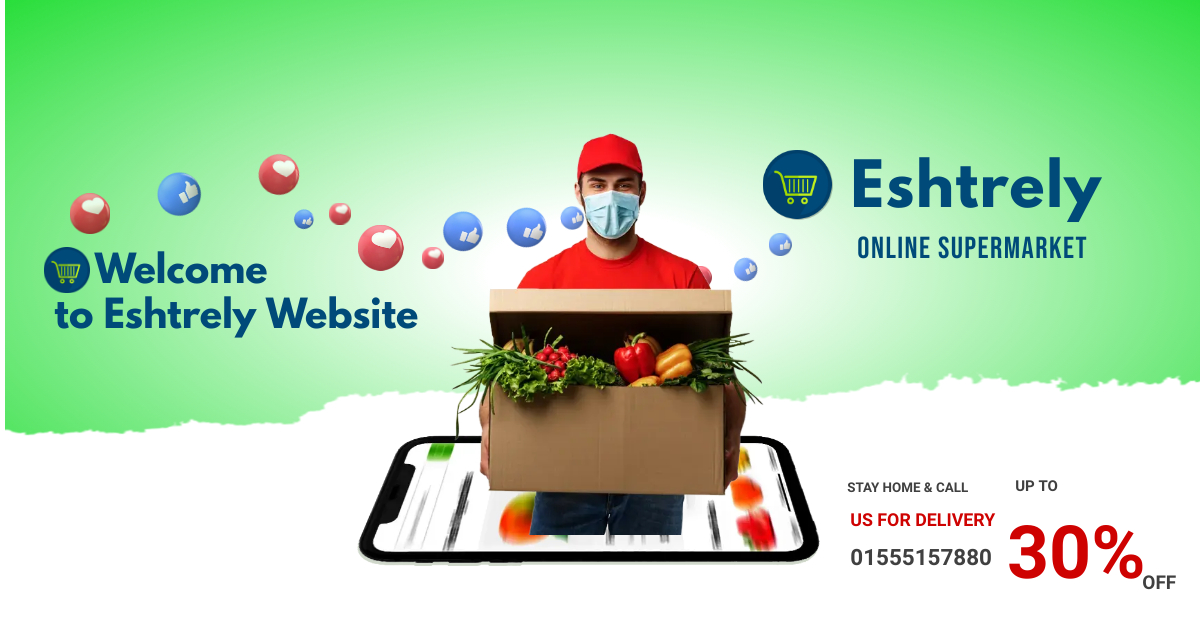 Welcome
to Eshtrely Website
Eshtrely
ONLINE SUPERMARKET
STAY HOME & CALL
US FOR DELIVERY
01555157880
UP TO
30%
OFF